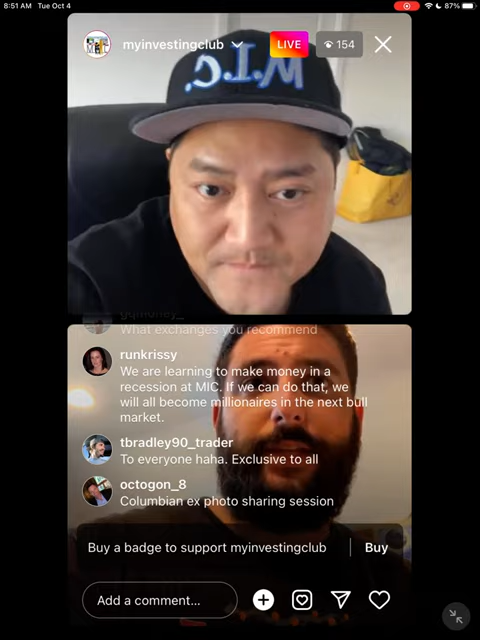 8:51 AM Tue Oct 4
87%
myinvestingclub
LIVE
154
M.I.C.
What exchanges you recommend
runkrissy
We are learning to make money in a
recession at MIC. If we can do that, we
will all become millionaires in the next bull
market.
tbradley90_trader
To everyone haha. Exclusive to all
octogon_8
Columbian ex photo sharing session
Buy a badge to support myinvestingclub
Buy
Add a comment...